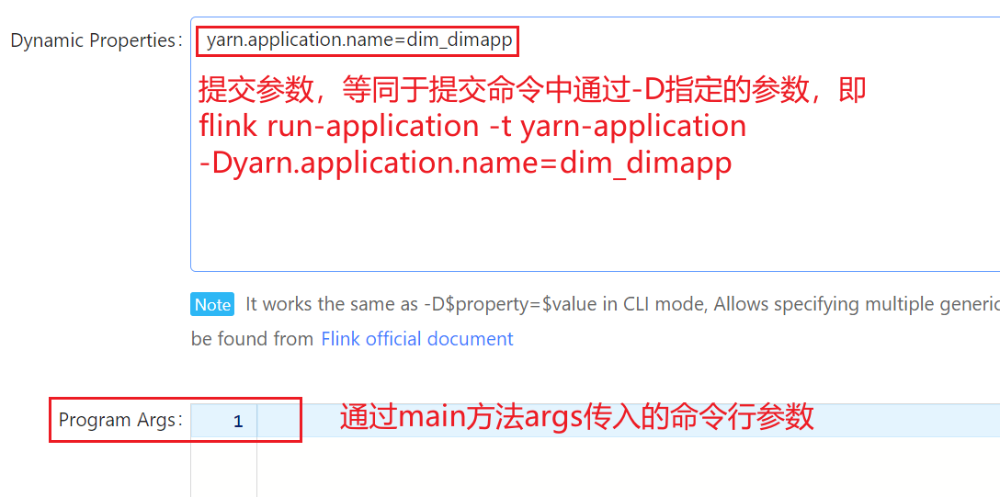 Dynamic Properties: yarn.application.name=dim_dimapp
提交参数，等同于提交命令中通过-D指定的参数，即
flink run-application -t yarn-application
-Dyarn.application.name=dim_dimapp
Note It works the same as -D$property=$value in CLI mode, Allows specifying multiple generic
be found from Flink official document
Program Args: 1 通过main方法args传入的命令行参数